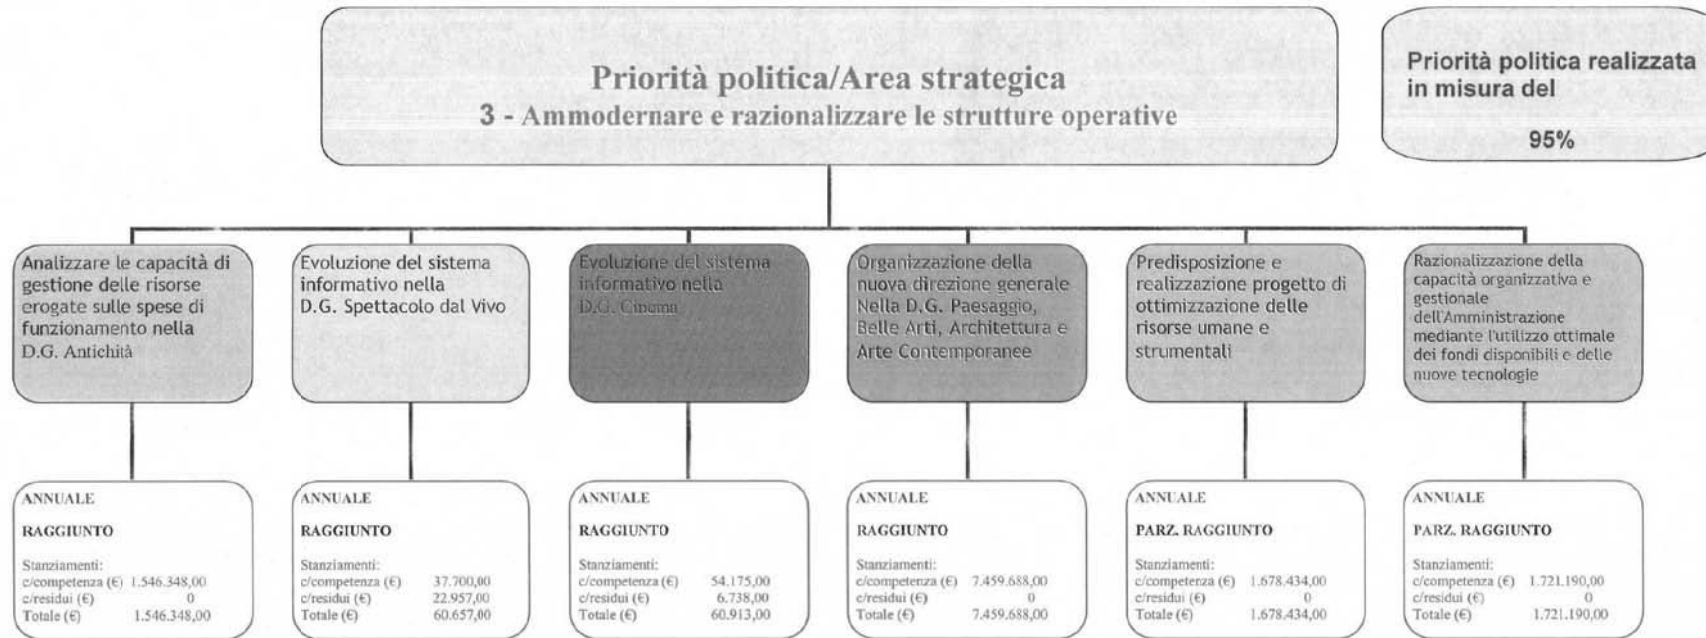 Priorità politica/Area strategica
3 - Ammodernare e razionalizzare le strutture operative
Priorità politica realizzata
in misura del
95%
Analizzare le capacità di
gestione delle risorse
erogate sulle spese di
funzionamento nella
D.G. Antichità
Evoluzione del sistema
informativo nella
D.G. Spettacolo dal Vivo
Evoluzione del sistema
informativo nella
D.G. Cinema
Organizzazione della
nuova direzione generale
Nella D.G. Paesaggio,
Belle Arti, Architettura e
Arte Contemporanee
Predisposizione e
realizzazione progetto di
ottimizzazione delle
risorse umane e
strumentali
Razionalizzazione della
capacità organizzativa e
gestionale
dell'Amministrazione
mediante l'utilizzo ottimale
dei fondi disponibili e delle
nuove tecnologie
ANNUALE
RAGGIUNTO
Stanziamenti:
c/competenza (€) 1.546.348,00
c/residui (€) 0
Totale (€) 1.546.348,00
ANNUALE
RAGGIUNTO
Stanziamenti:
c/competenza (€) 37.700,00
c/residui (€) 22.957,00
Totale (€) 60.657,00
ANNUALE
RAGGIUNTO
Stanziamenti:
c/competenza (€) 54.175,00
c/residui (€) 6.738,00
Totale (€) 60.913,00
ANNUALE
RAGGIUNTO
Stanziamenti:
c/competenza (€) 7.459.688,00
c/residui (€) 0
Totale (€) 7.459.688,00
ANNUALE
PARZ. RAGGIUNTO
Stanziamenti:
c/competenza (€) 1.678.434,00
c/residui (€) 0
Totale (€) 1.678.434,00
ANNUALE
PARZ. RAGGIUNTO
Stanziamenti:
c/competenza (€) 1.721.190,00
c/residui (€) 0
Totale (€) 1.721.190,00